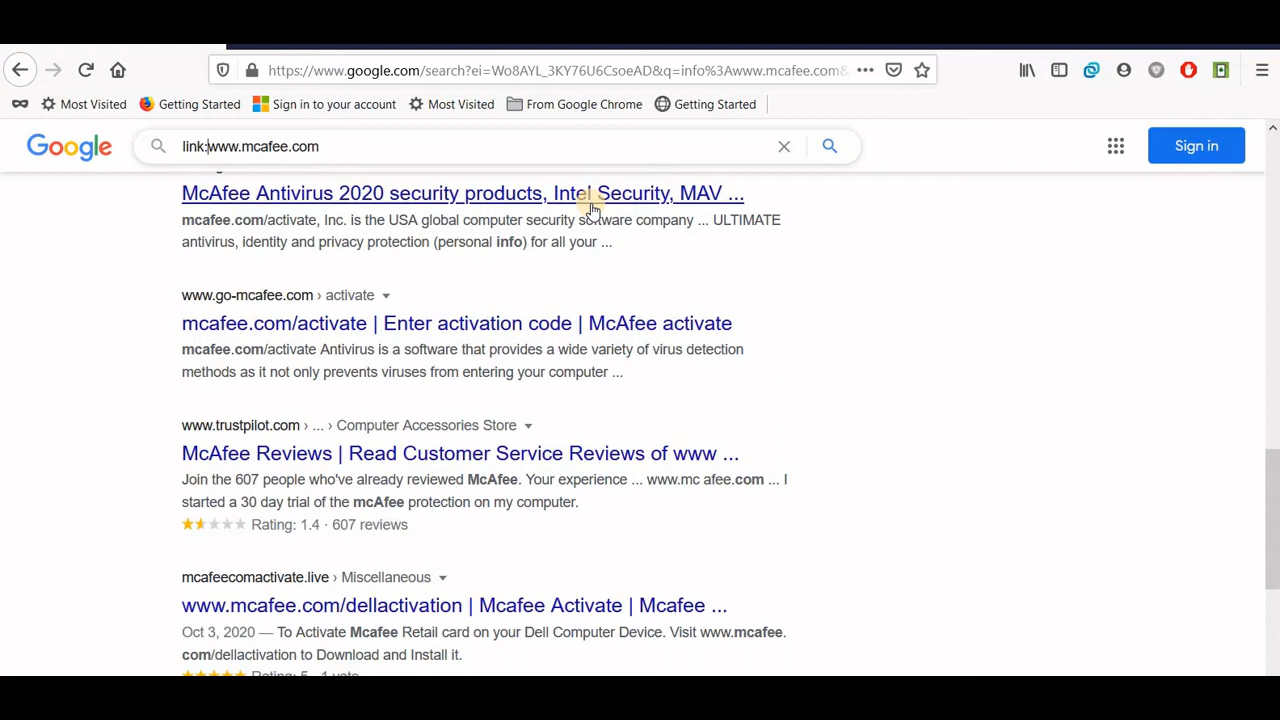 https://www.google.com/search?ei=Wo8AYL_3KY76U6CsoeAD&q=info%3Awww.mcafee.com&
Most Visited Getting Started Sign in to your account Most Visited From Google Chrome Getting Started
Google link:www.mcafee.com Sign in
McAfee Antivirus 2020 security products, Intel Security, MAV ...
mcafee.com/activate, Inc. is the USA global computer security software company ... ULTIMATE
antivirus, identity and privacy protection (personal info) for all your ...
www.go-mcafee.com › activate
mcafee.com/activate | Enter activation code | McAfee activate
mcafee.com/activate Antivirus is a software that provides a wide variety of virus detection
methods as it not only prevents viruses from entering your computer ...
www.trustpilot.com › ... › Computer Accessories Store
McAfee Reviews | Read Customer Service Reviews of www ...
Join the 607 people who've already reviewed McAfee. Your experience ... www.mc afee.com ... I
started a 30 day trial of the mcAfee protection on my computer.
Rating: 1.4 · 607 reviews
mcafeecomactivate.live › Miscellaneous
www.mcafee.com/dellactivation | Mcafee Activate | Mcafee ...
Oct 3, 2020 — To Activate Mcafee Retail card on your Dell Computer Device. Visit www.mcafee.
com/dellactivation to Download and Install it.
Rating: 5 · 1 vote